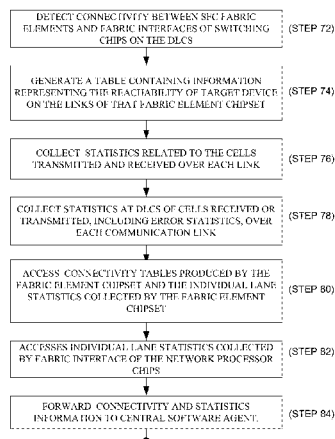 DETECT CONNECTIVITY BETWEEN SFC FABRIC
ELEMENTS AND FABRIC INTERFACES OF SWITCHING
CHIPS ON THE DLCS
(STEP 72)
GENERATE A TABLE CONTAINING INFORMATION
REPRESENTING THE REACHABILITY OF TARGET DEVICE
ON THE LINKS OF THAT FABRIC ELEMENT CHIPSET
(STEP 74)
COLLECT STATISTICS RELATED TO THE CELLS
TRANSMITTED AND RECEIVED OVER EACH LINK
(STEP 76)
COLLECT STATISTICS AT DLCS OF CELLS RECEIVED OR
TRANSMITTED, INCLUDING ERROR STATISTICS, OVER
EACH COMMUNICATION LINK
(STEP 78)
ACCESS CONNECTIVITY TABLES PRODUCED BY THE
FABRIC ELEMENT CHIPSET AND THE INDIVIDUAL LANE
STATISTICS COLLECTED BY THE FABRIC ELEMENT
CHIPSET
(STEP 80)
ACCESSES INDIVIDUAL LANE STATISTICS COLLECTED
BY FABRIC INTERFACE OF THE NETWORK PROCESSOR
CHIPS
(STEP 82)
FORWARD CONNECTIVITY AND STATISTICS
INFORMATION TO CENTRAL SOFTWARE AGENT.
(STEP 84)